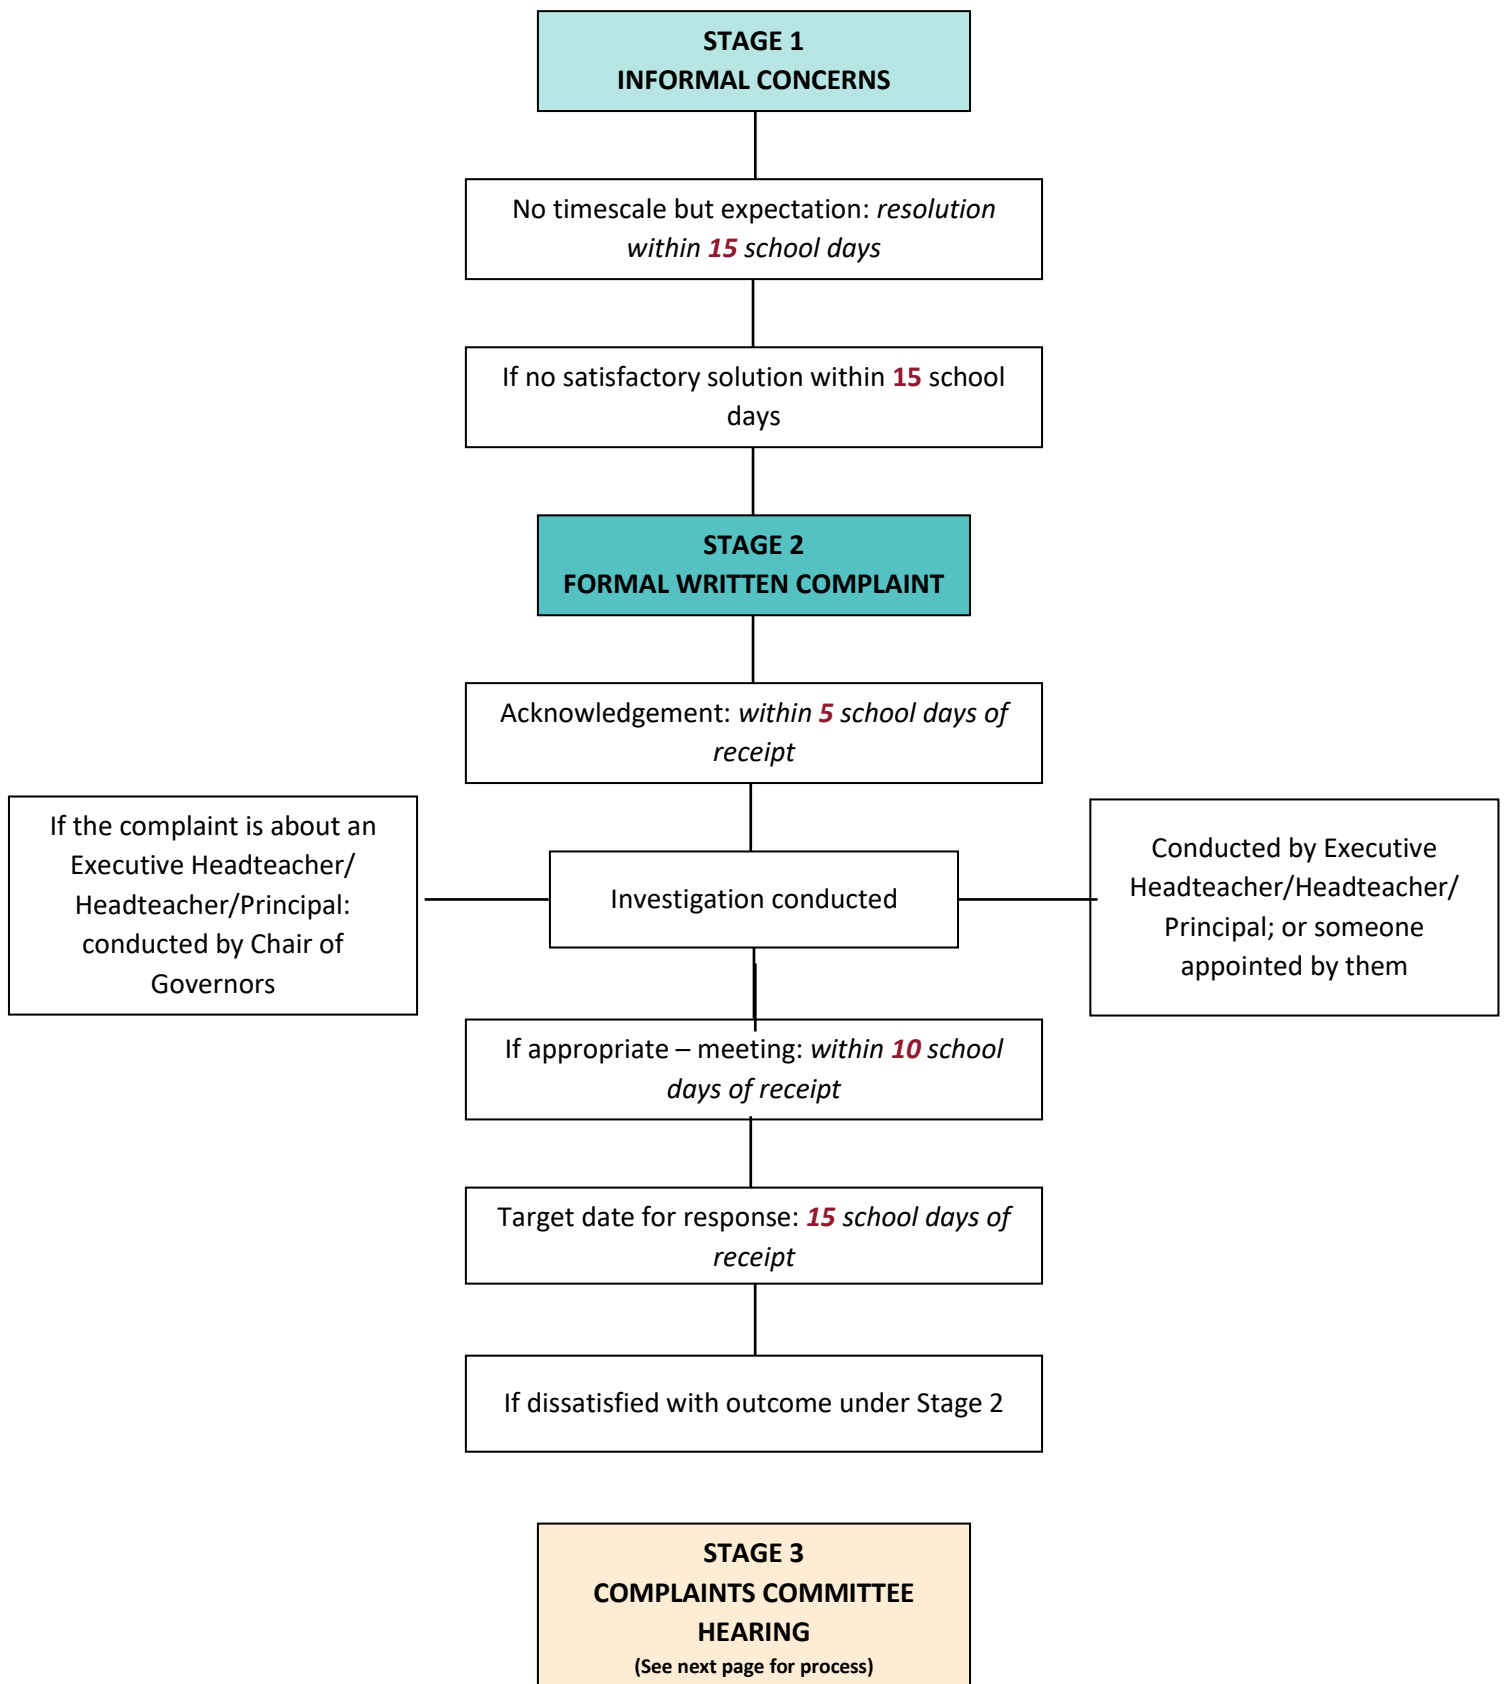 STAGE 1
INFORMAL CONCERNS
No timescale but expectation: resolution
within 15 school days
If no satisfactory solution within 15 school
days
STAGE 2
FORMAL WRITTEN COMPLAINT
Acknowledgement: within 5 school days of
receipt
If the complaint is about an
Executive Headteacher/
Headteacher/Principal:
conducted by Chair of
Governors
Investigation conducted
Conducted by Executive
Headteacher/Headteacher/
Principal; or someone
appointed by them
If appropriate – meeting: within 10 school
days of receipt
Target date for response: 15 school days of
receipt
If dissatisfied with outcome under Stage 2
STAGE 3
COMPLAINTS COMMITTEE
HEARING
(See next page for process)